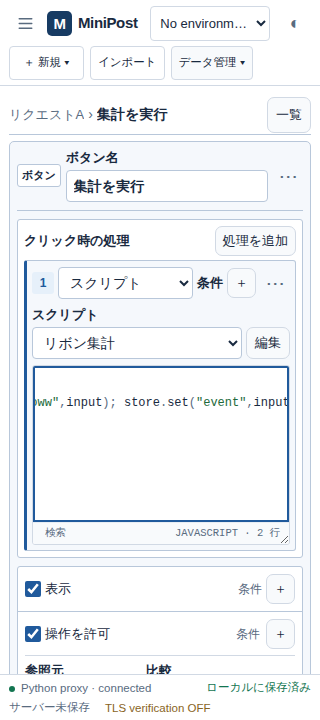 M MiniPost No environm…
＋ 新規 ▾ インポート データ管理 ▾
リクエストA › 集計を実行 一覧
ボタン ボタン名
集計を実行 ···
クリック時の処理 処理を追加
1 スクリプト 条件 ＋ ···
スクリプト
リボン集計 編集
ow",input); store.set("event",input
検索 JAVASCRIPT · 2 行
表示 条件 ＋
操作を許可 条件 ＋
参照元 比較
Python proxy · connected ローカルに保存済み
サーバー未保存 TLS verification OFF